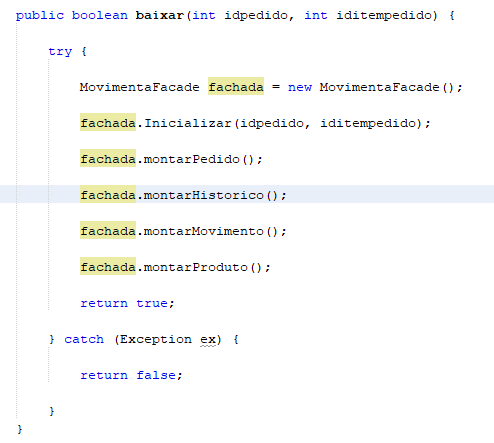 public boolean baixar(int idpedido, int iditempedido) {
try {
MovimentaFacade fachada = new MovimentaFacade();
fachada.Inicializar(idpedido, iditempedido);
fachada.montarPedido();
fachada.montarHistorico();
fachada.montarMovimento();
fachada.montarProduto();
return true;
} catch (Exception ex) {
return false;
}
}